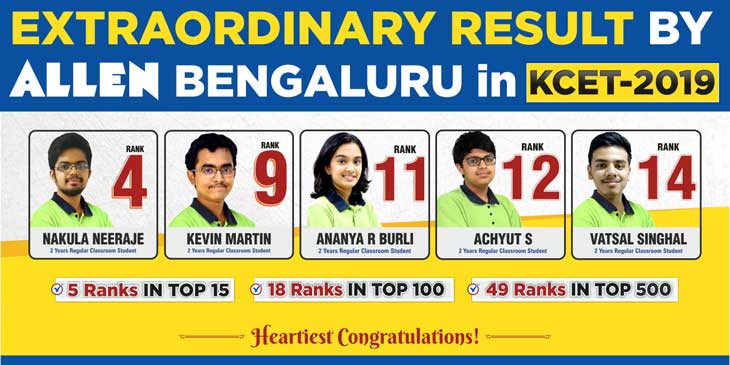 EXTRAORDINARY RESULT BY
ALLEN BENGALURU in KCET-2019
RANK
4
NAKULA NEERAJE
2 Years Regular Classroom Student
RANK
9
KEVIN MARTIN
2 Years Regular Classroom Student
RANK
11
ANANYA R BURLI
2 Years Regular Classroom Student
RANK
12
ACHYUT S
2 Years Regular Classroom Student
RANK
14
VATSAL SINGHAL
2 Years Regular Classroom Student
5 Ranks IN TOP 15
18 Ranks IN TOP 100
49 Ranks IN TOP 500
Heartiest Congratulations!